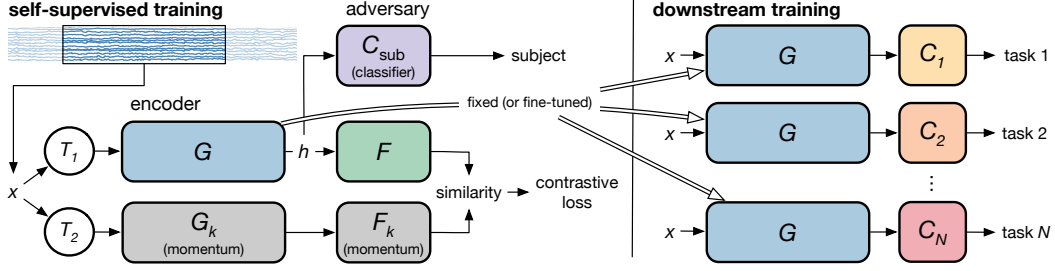 self-supervised training
adversary
C_sub
(classifier)
subject
encoder
T_1
G
h
F
x
similarity
contrastive
loss
T_2
G_k
(momentum)
F_k
(momentum)
fixed (or fine-tuned)
downstream training
x
G
C_1
task 1
x
G
C_2
task 2
⋮
x
G
C_N
task N